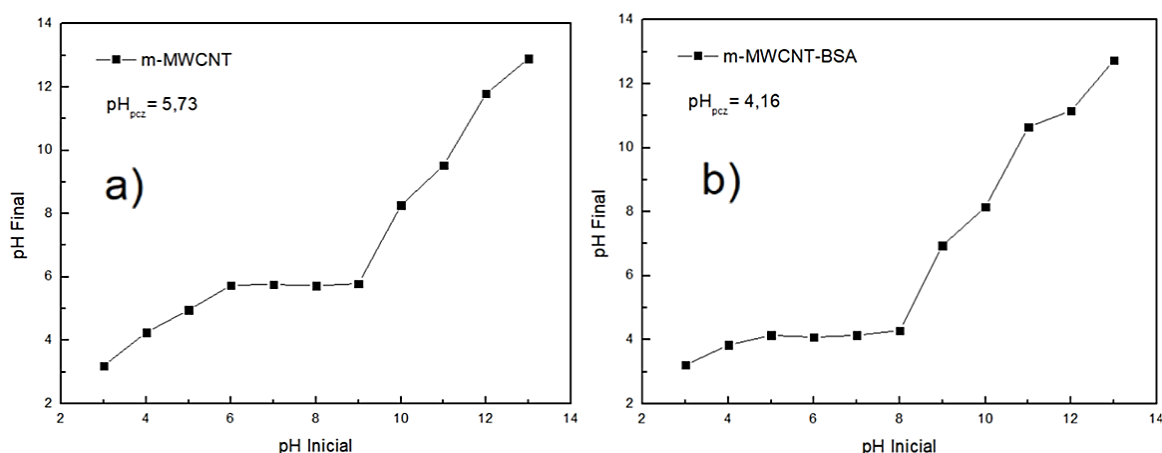 14
12
10
8
6
4
2
pH Final
m-MWCNT
pHpcz= 5,73
a)
2 4 6 8 10 12 14
pH Inicial
14
12
10
8
6
4
2
pH Final
m-MWCNT-BSA
pHpcz= 4,16
b)
2 4 6 8 10 12 14
pH Inicial